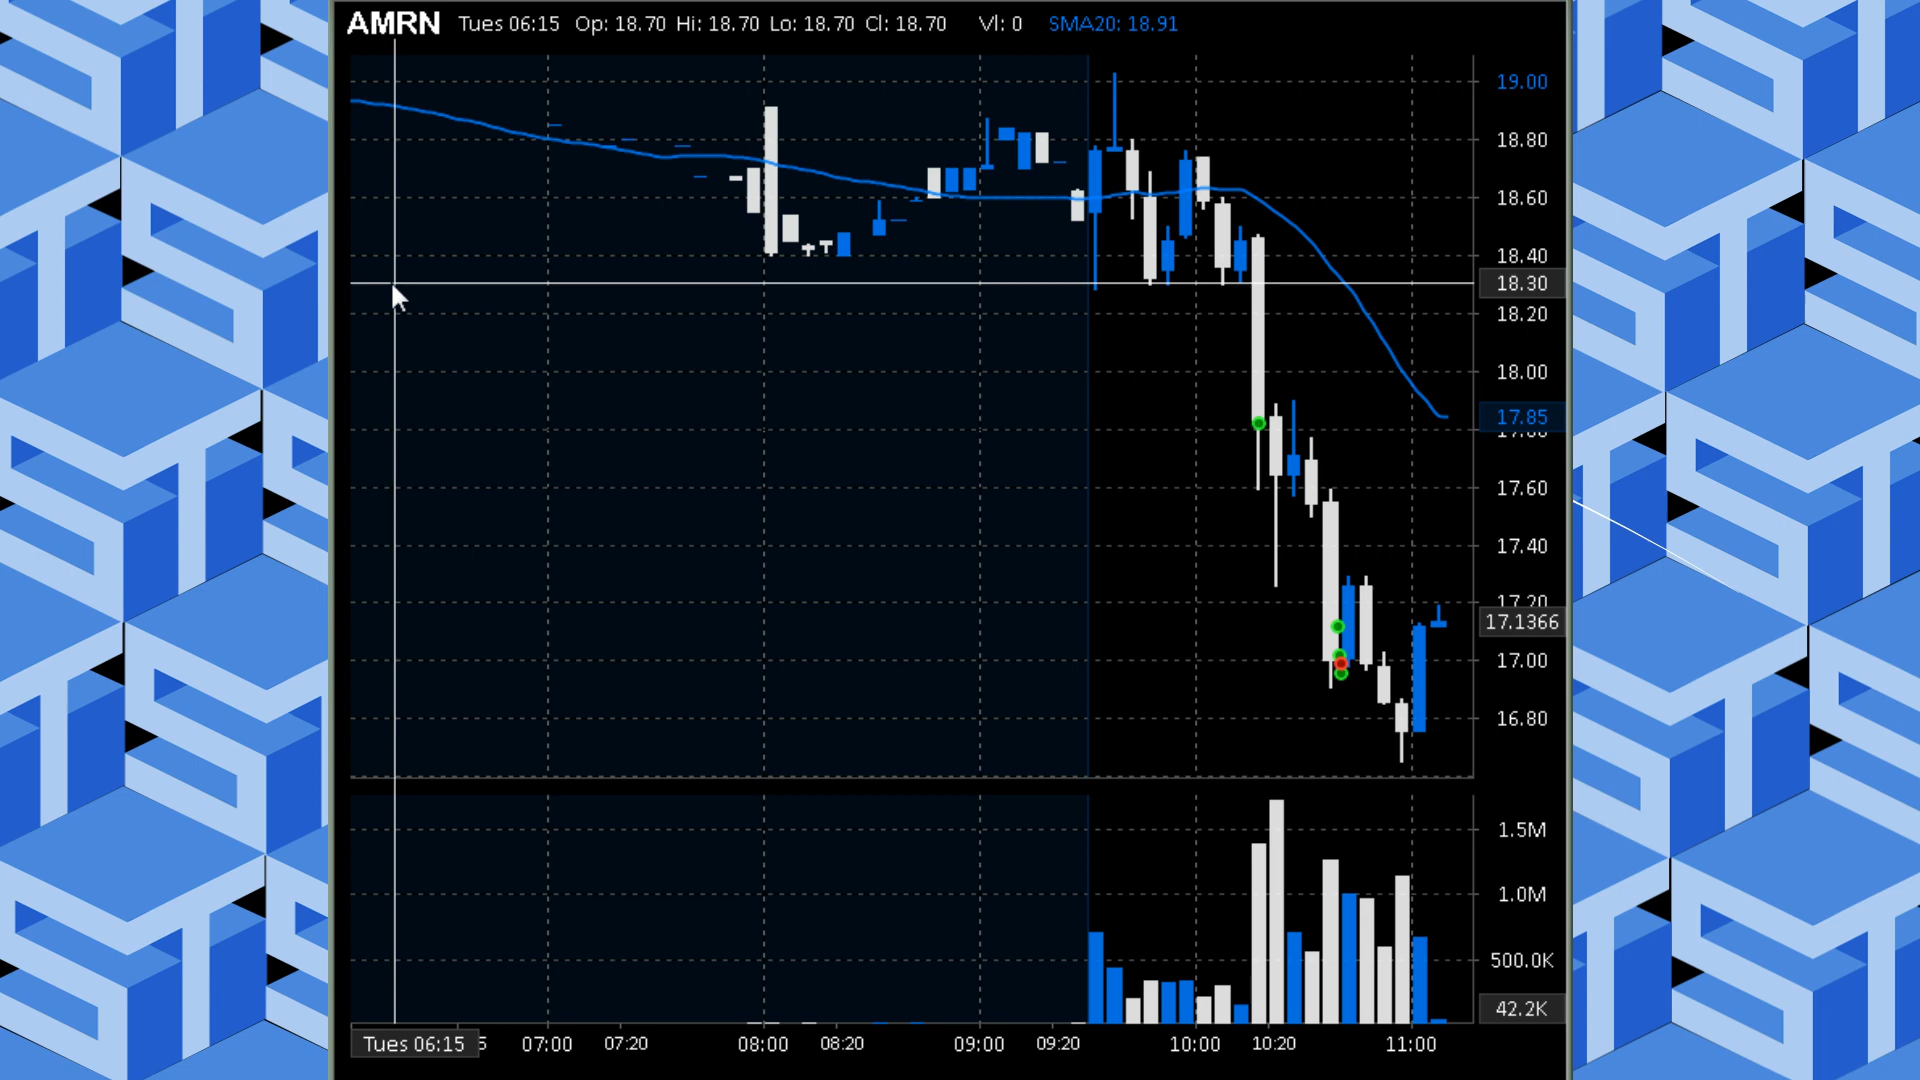 AMRN Tues 06:15 Op: 18.70 Hi: 18.70 Lo: 18.70 Cl: 18.70 Vl: 0 SMA20: 18.91
19.00
18.80
18.60
18.40
18.30
18.20
18.00
17.85
17.80
17.60
17.40
17.20
17.1366
17.00
16.80
1.5M
1.0M
500.0K
42.2K
Tues 06:15 5 07:00 07:20 08:00 08:20 09:00 09:20 10:00 10:20 11:00